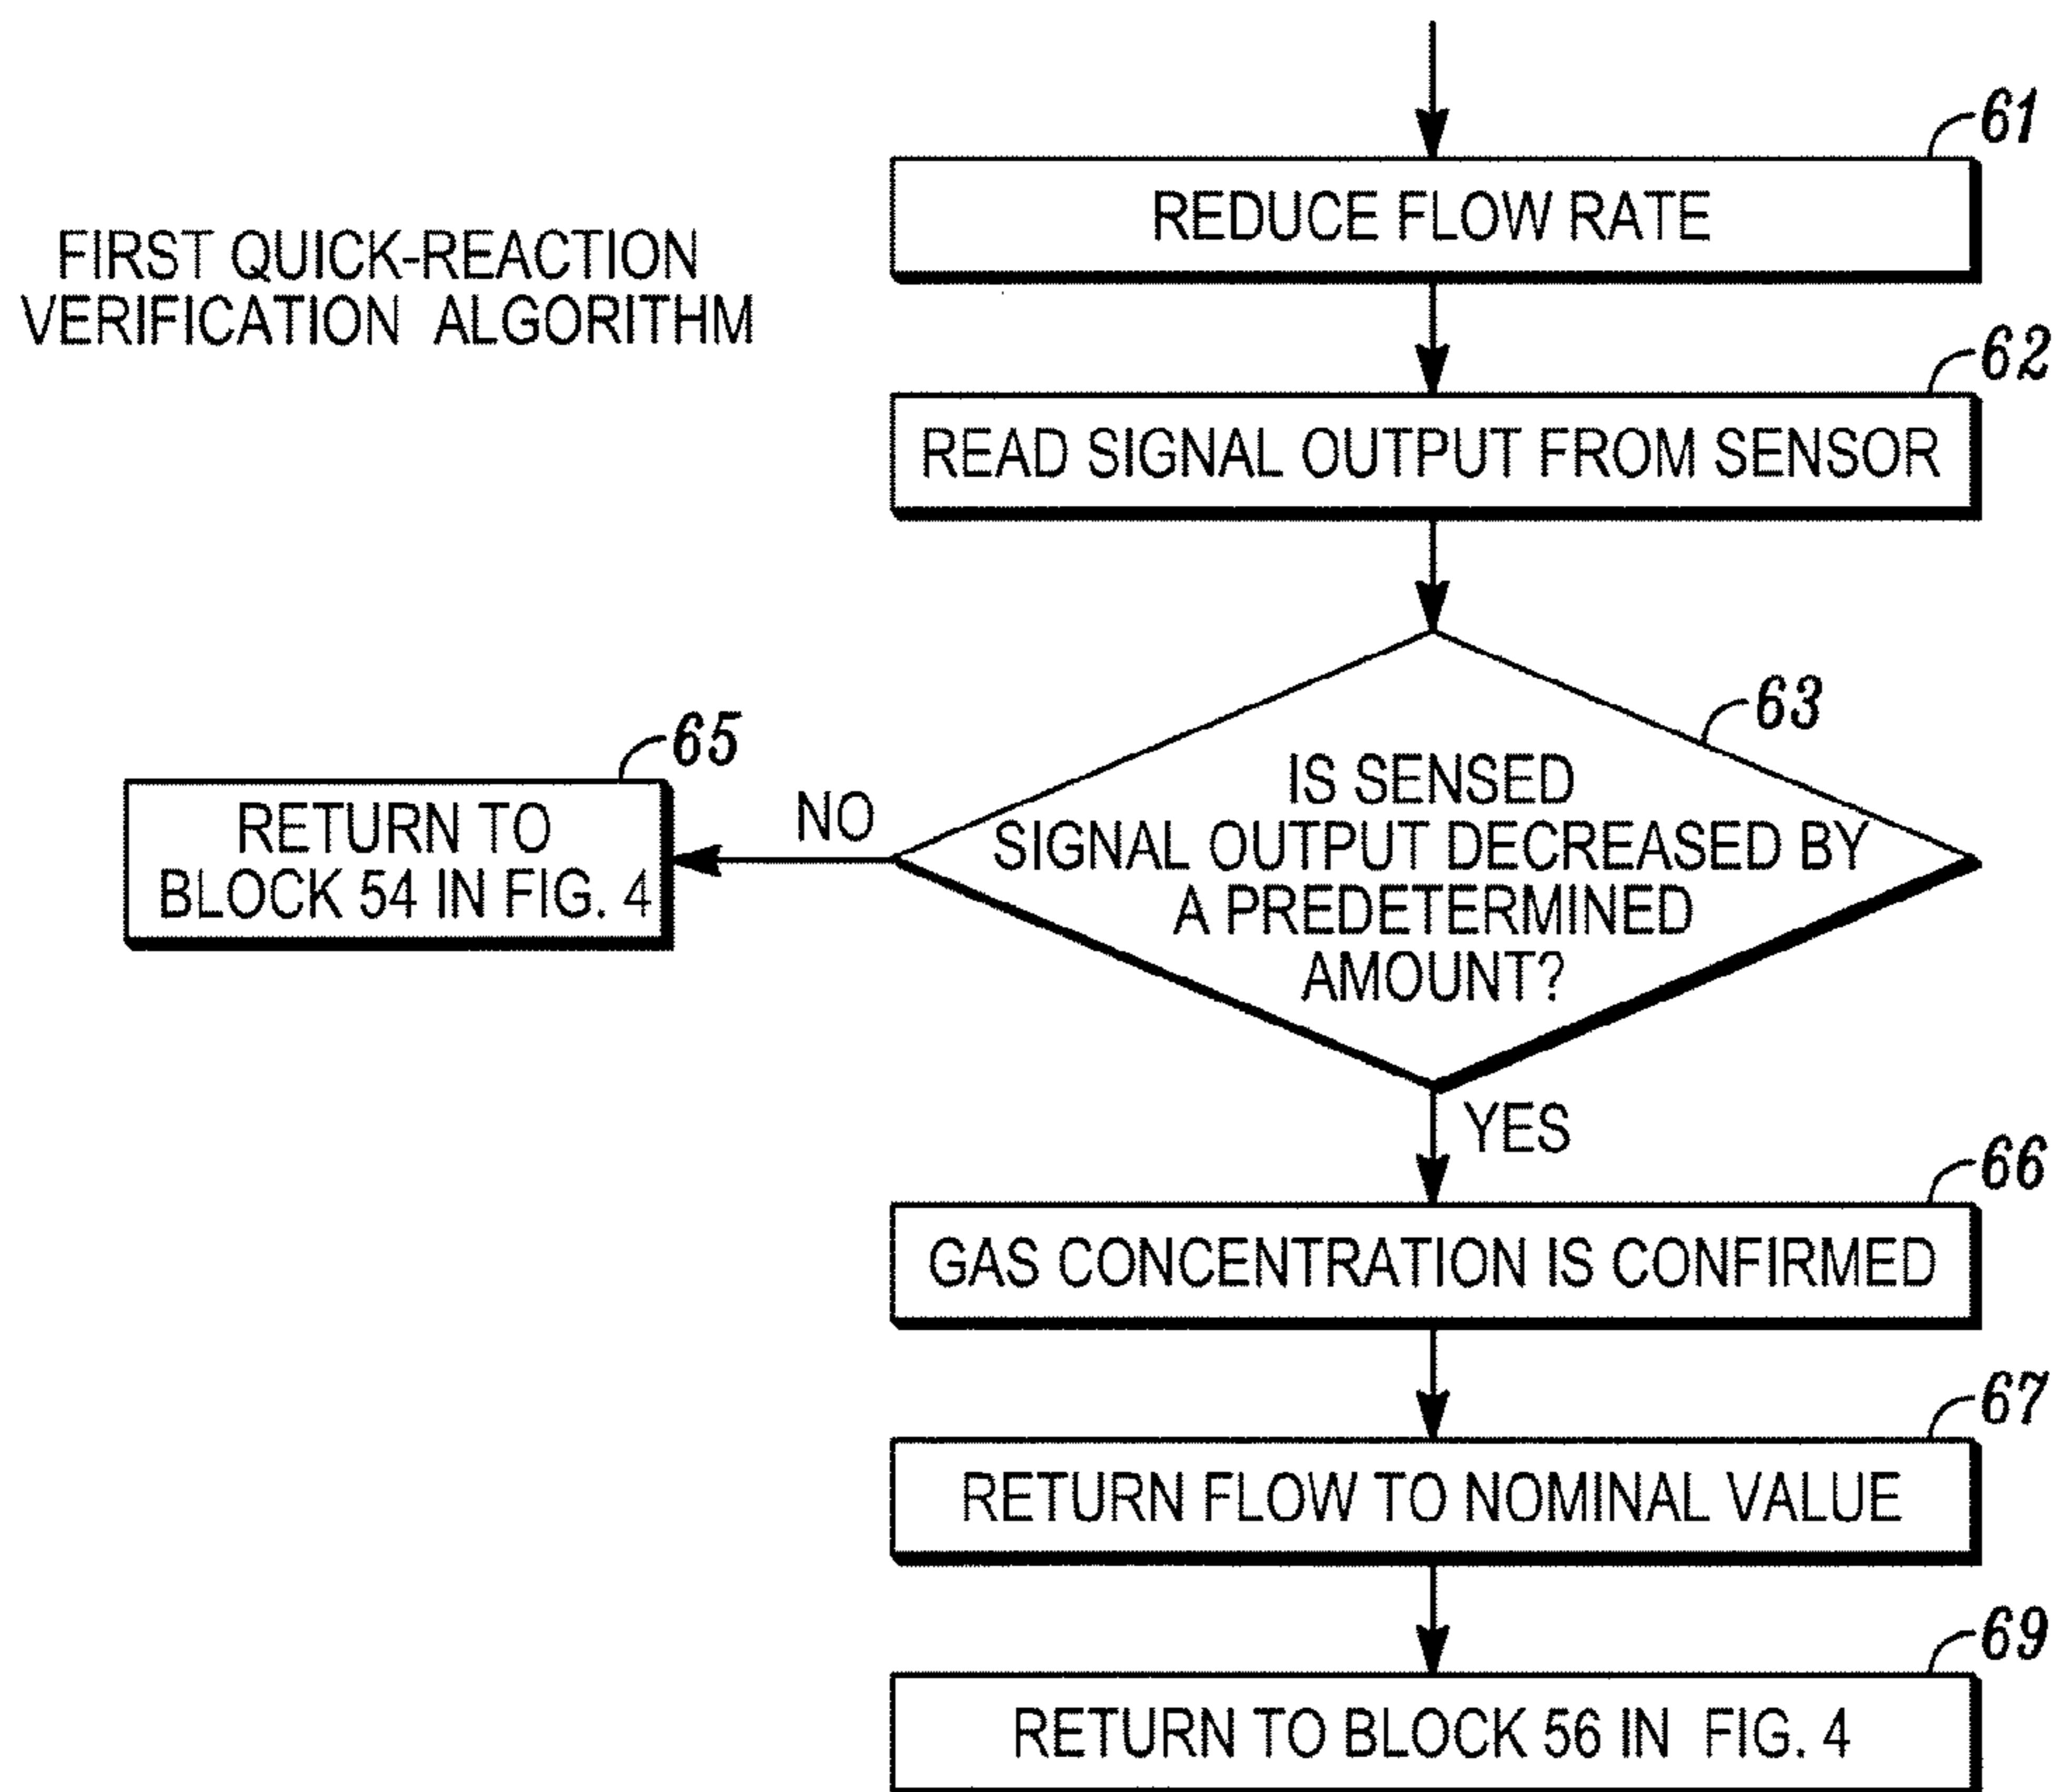 61
REDUCE FLOW RATE
FIRST QUICK-REACTION
VERIFICATION ALGORITHM
62
READ SIGNAL OUTPUT FROM SENSOR
63
IS SENSED
SIGNAL OUTPUT DECREASED BY
A PREDETERMINED
AMOUNT?
65
NO
RETURN TO
BLOCK 54 IN FIG. 4
YES
66
GAS CONCENTRATION IS CONFIRMED
67
RETURN FLOW TO NOMINAL VALUE
69
RETURN TO BLOCK 56 IN FIG. 4